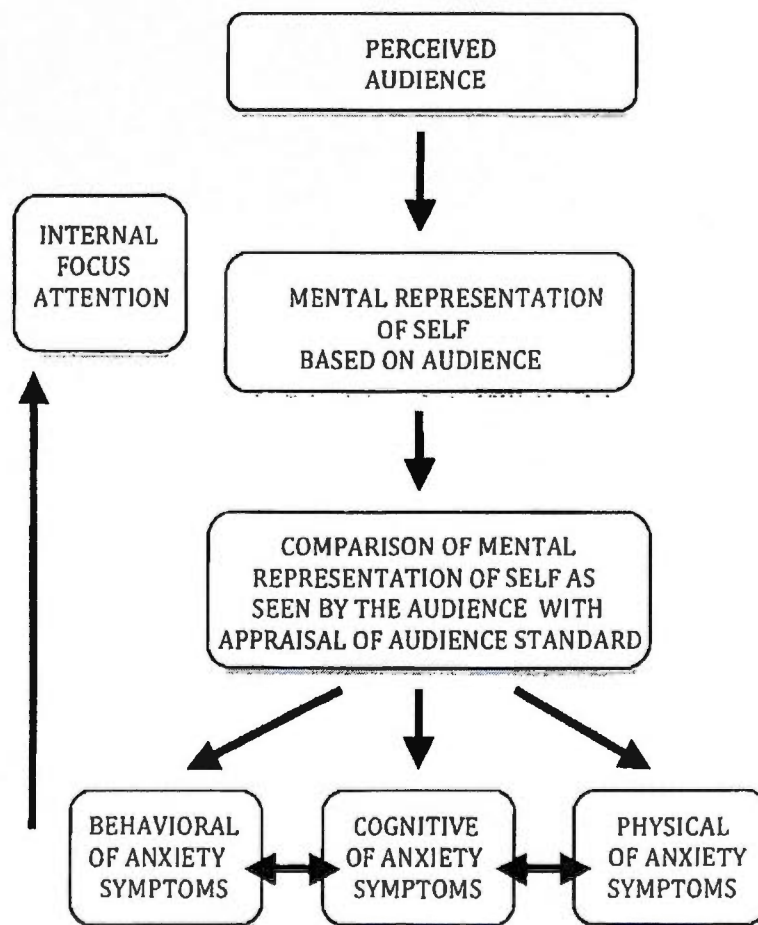 PERCEIVED
AUDIENCE
INTERNAL
FOCUS
ATTENTION
MENTAL REPRESENTATION
OF SELF
BASED ON AUDIENCE
COMPARISON OF MENTAL
REPRESENTATION OF SELF AS
SEEN BY THE AUDIENCE WITH
APPRAISAL OF AUDIENCE STANDARD
BEHAVIORAL
OF ANXIETY
SYMPTOMS
COGNITIVE
OF ANXIETY
SYMPTOMS
PHYSICAL
OF ANXIETY
SYMPTOMS